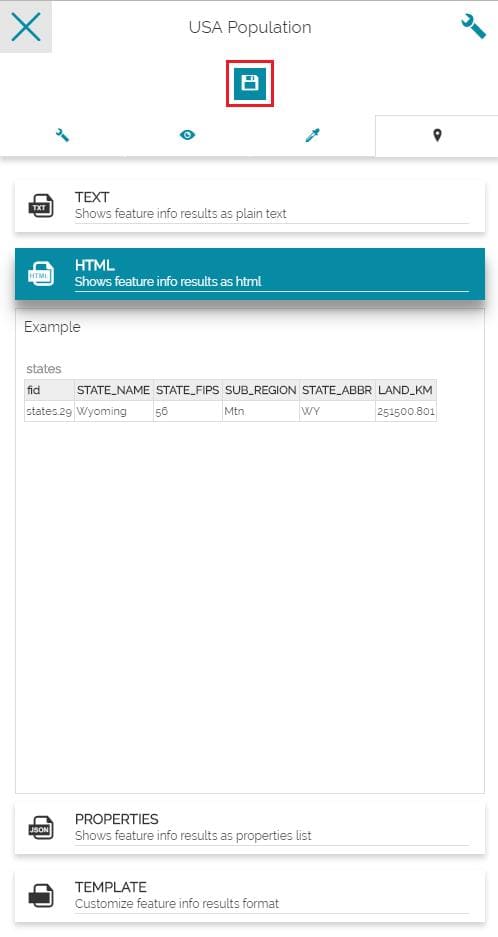 USA Population
TXT
TEXT
Shows feature info results as plain text
HTML
HTML
Shows feature info results as html
Example
states
fid STATE_NAME STATE_FIPS SUB_REGION STATE_ABBR LAND_KM
states.29 Wyoming 56 Mtn WY 251500.801
JSON
PROPERTIES
Shows feature info results as properties list
TEMPLATE
Customize feature info results format